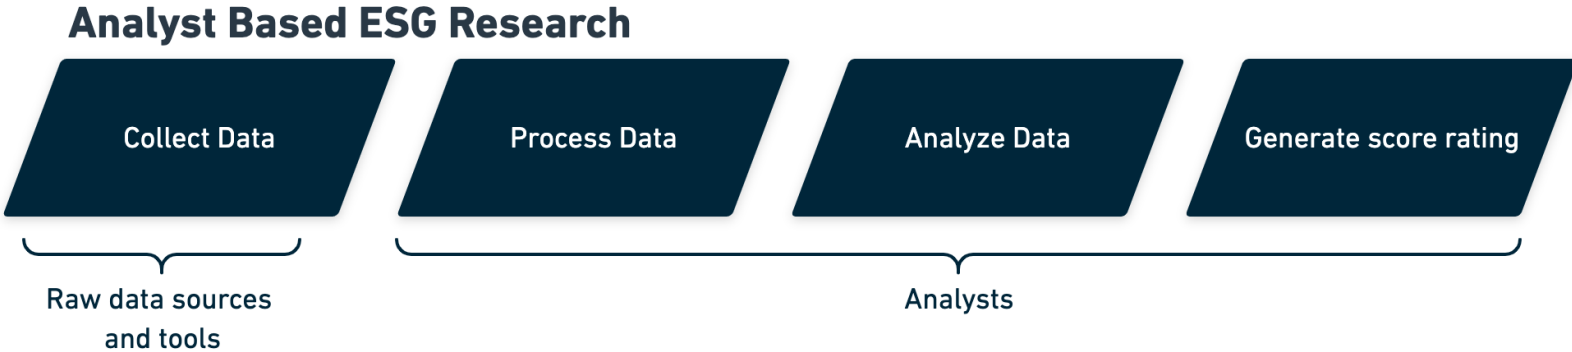 Analyst Based ESG Research
Collect Data
Process Data
Analyze Data
Generate score rating
Raw data sources
and tools
Analysts